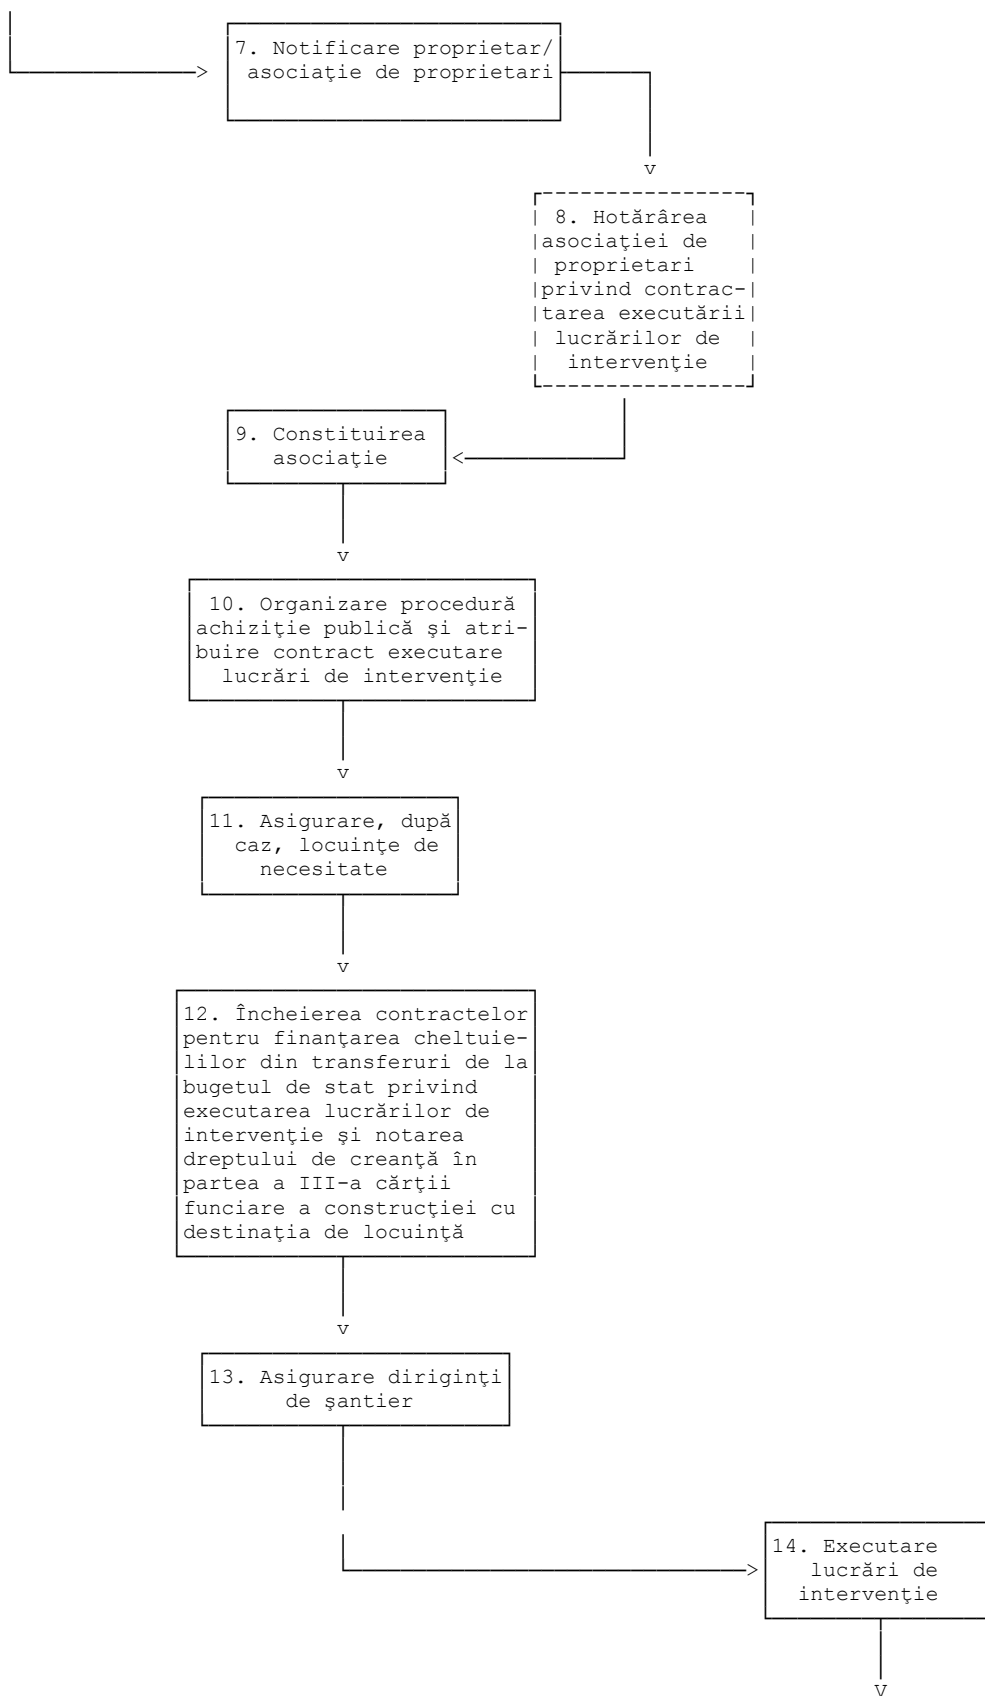 7. Notificare proprietar/
asociaţie de proprietari
8. Hotărârea
asociaţiei de
proprietari
privind contrac-
tarea executării
lucrărilor de
intervenţie
9. Constituirea
asociaţie
10. Organizare procedură
achiziţie publică şi atri-
buire contract executare
lucrări de intervenţie
11. Asigurare, după
caz, locuinţe de
necesitate
12. Încheierea contractelor
pentru finanţarea cheltuie-
lilor din transferuri de la
bugetul de stat privind
executarea lucrărilor de
intervenţie şi notarea
dreptului de creanţă în
partea a III-a cărţii
funciare a construcţiei cu
destinaţia de locuinţă
13. Asigurare diriginţi
de şantier
14. Executare
lucrări de
intervenţie